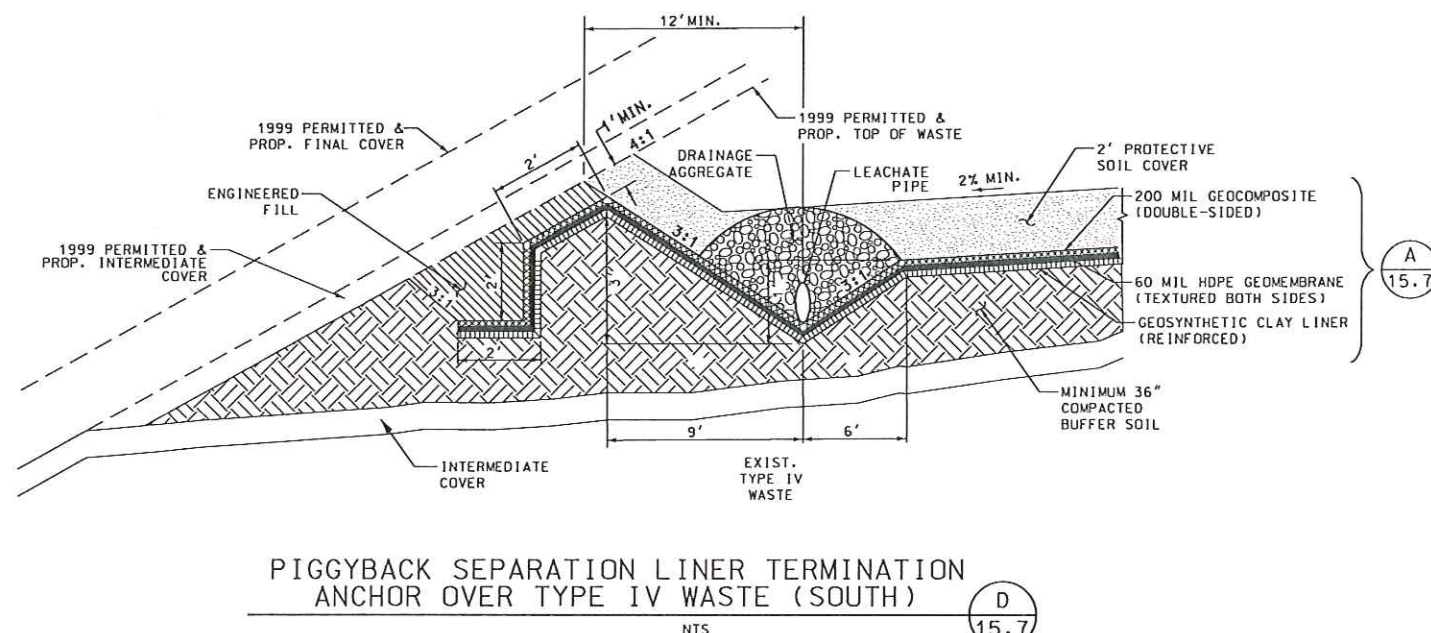 12' MIN.
1999 PERMITTED &
PROP. FINAL COVER
1' MIN.
4:1
1999 PERMITTED &
PROP. TOP OF WASTE
2'
DRAINAGE
AGGREGATE
LEACHATE
PIPE
2' PROTECTIVE
SOIL COVER
2% MIN.
ENGINEERED
FILL
200 MIL GEOCOMPOSITE
(DOUBLE-SIDED)
1999 PERMITTED &
PROP. INTERMEDIATE
COVER
3:1
2'
3'
3:1
3:1
A
15.7
60 MIL HDPE GEOMEMBRANE
(TEXTURED BOTH SIDES)
GEOSYNTHETIC CLAY LINER
(REINFORCED)
2'
MINIMUM 36"
COMPACTED
BUFFER SOIL
9'
6'
INTERMEDIATE
COVER
EXIST.
TYPE IV
WASTE
PIGGYBACK SEPARATION LINER TERMINATION
ANCHOR OVER TYPE IV WASTE (SOUTH)
D
15.7
NTS